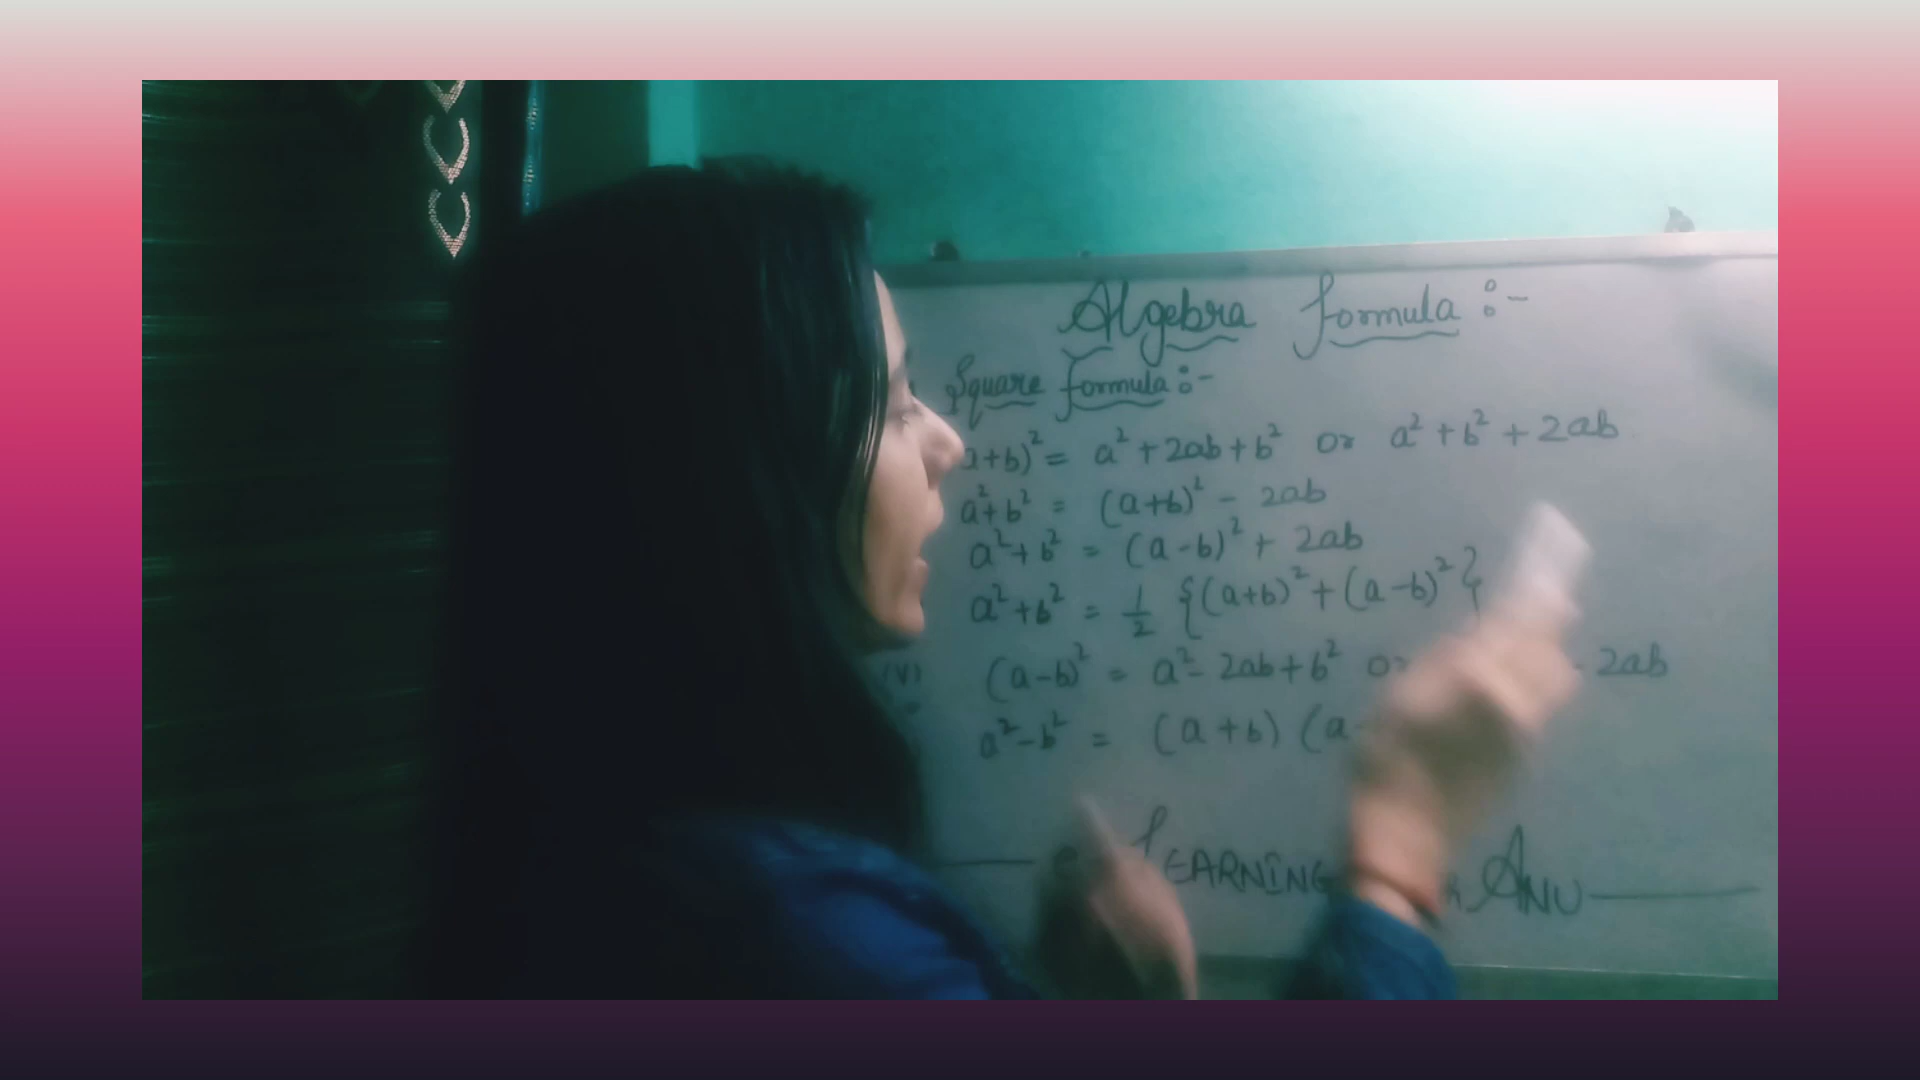 Algebra formula :-
Square formula :-
a+b)² = a² + 2ab + b² or a² + b² + 2ab
a² + b² = (a+b)² - 2ab
a² + b² = (a-b)² + 2ab
a² + b² = 1/2 {(a+b)² + (a-b)²}
(V) (a-b)² = a² - 2ab + b² or - 2ab
a² - b² = (a+b) (a-
LEARNING ANU